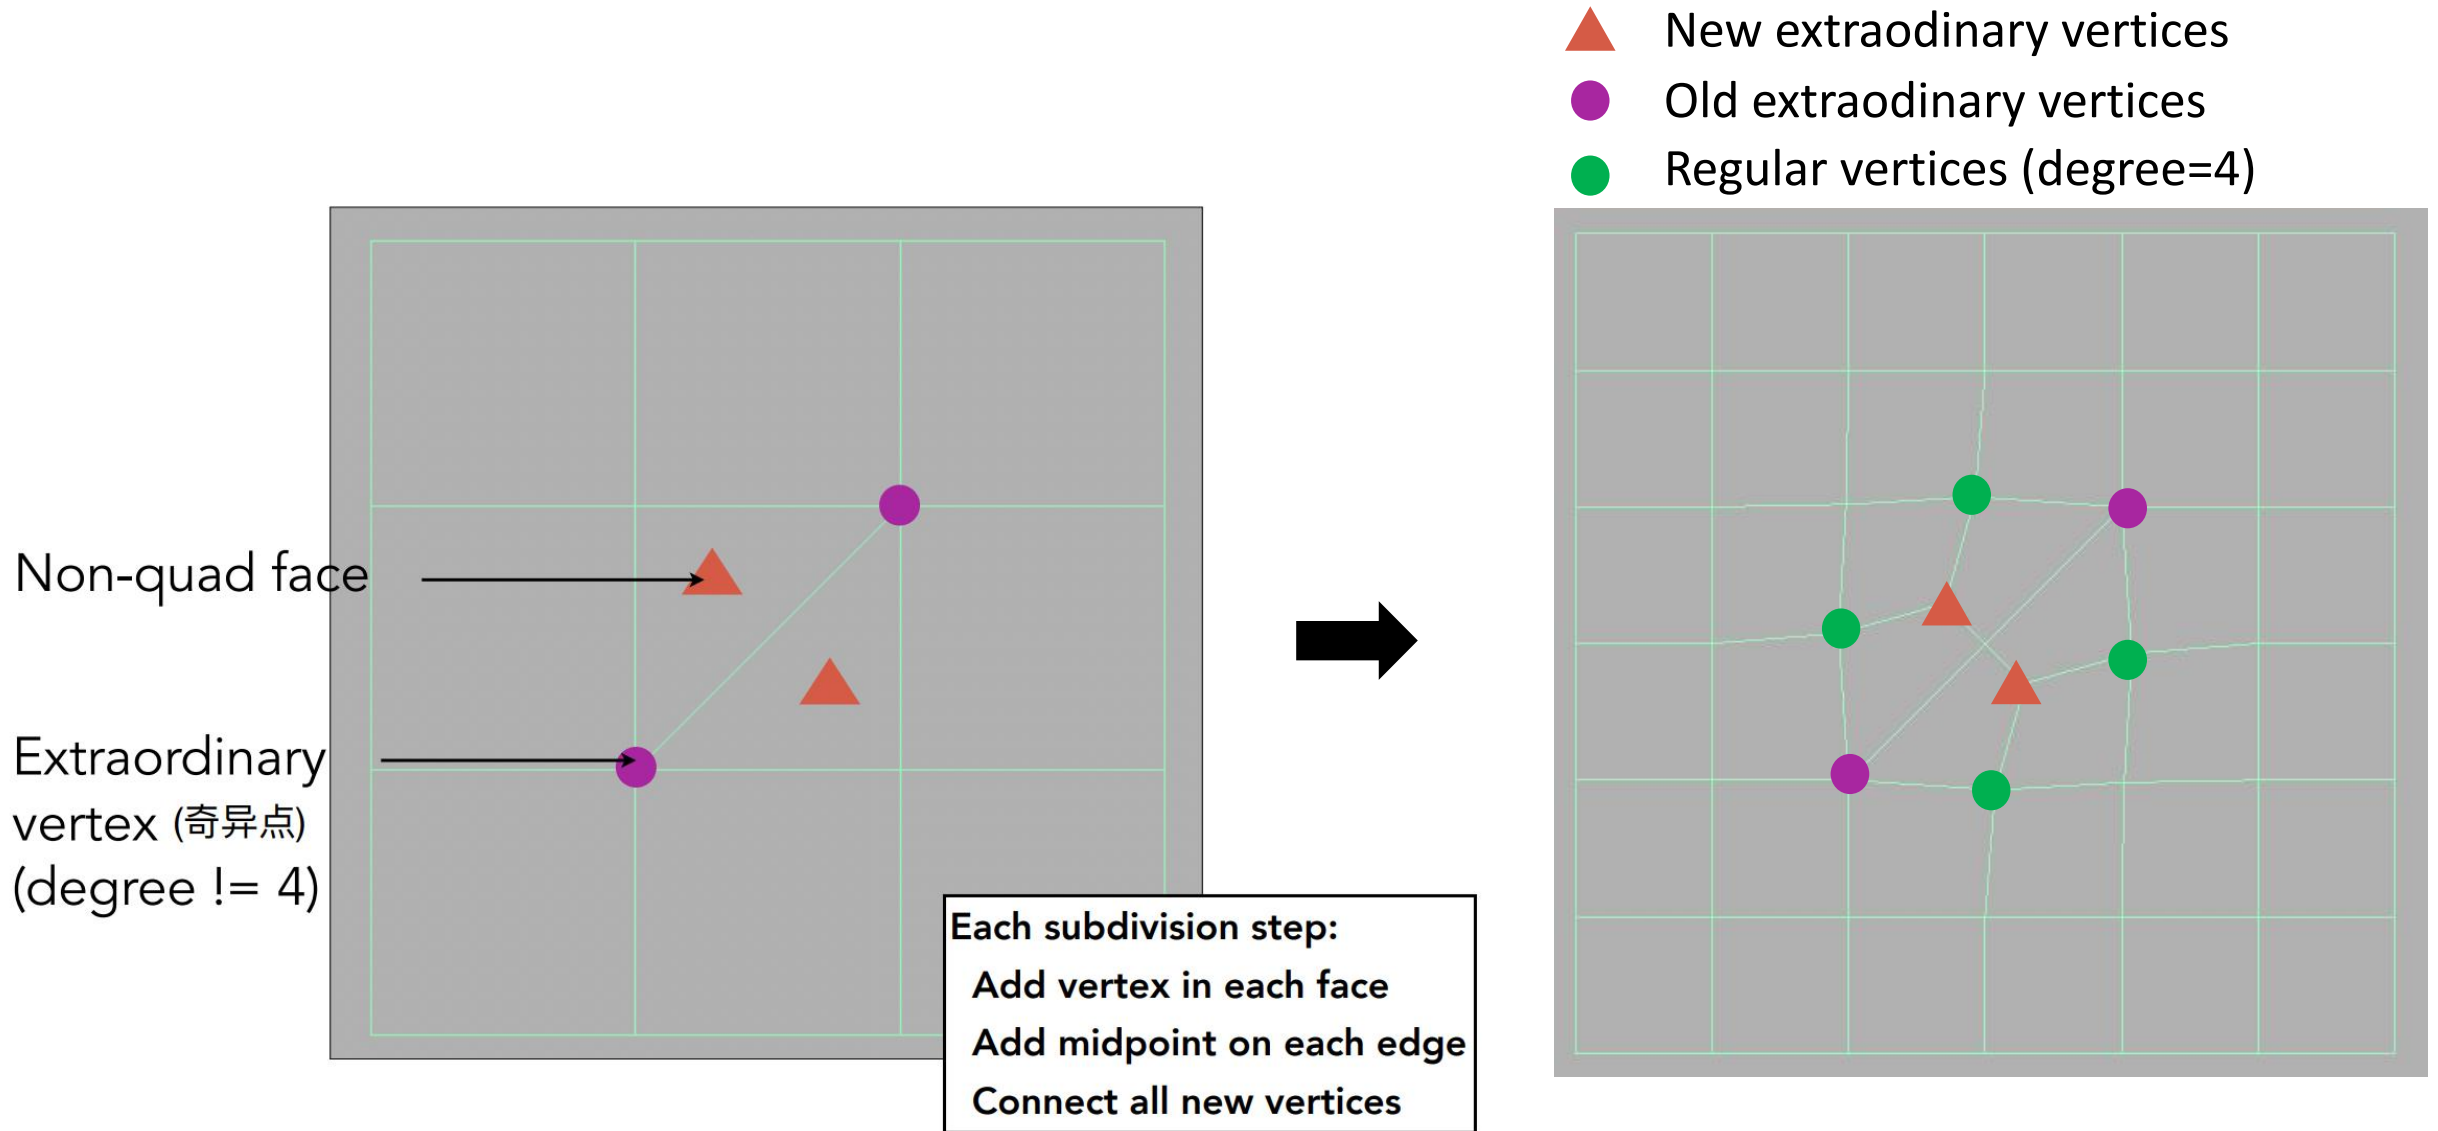 New extraodinary vertices
Old extraodinary vertices
Regular vertices (degree=4)
Non-quad face
Extraordinary
vertex (奇异点)
(degree != 4)
Each subdivision step:
Add vertex in each face
Add midpoint on each edge
Connect all new vertices